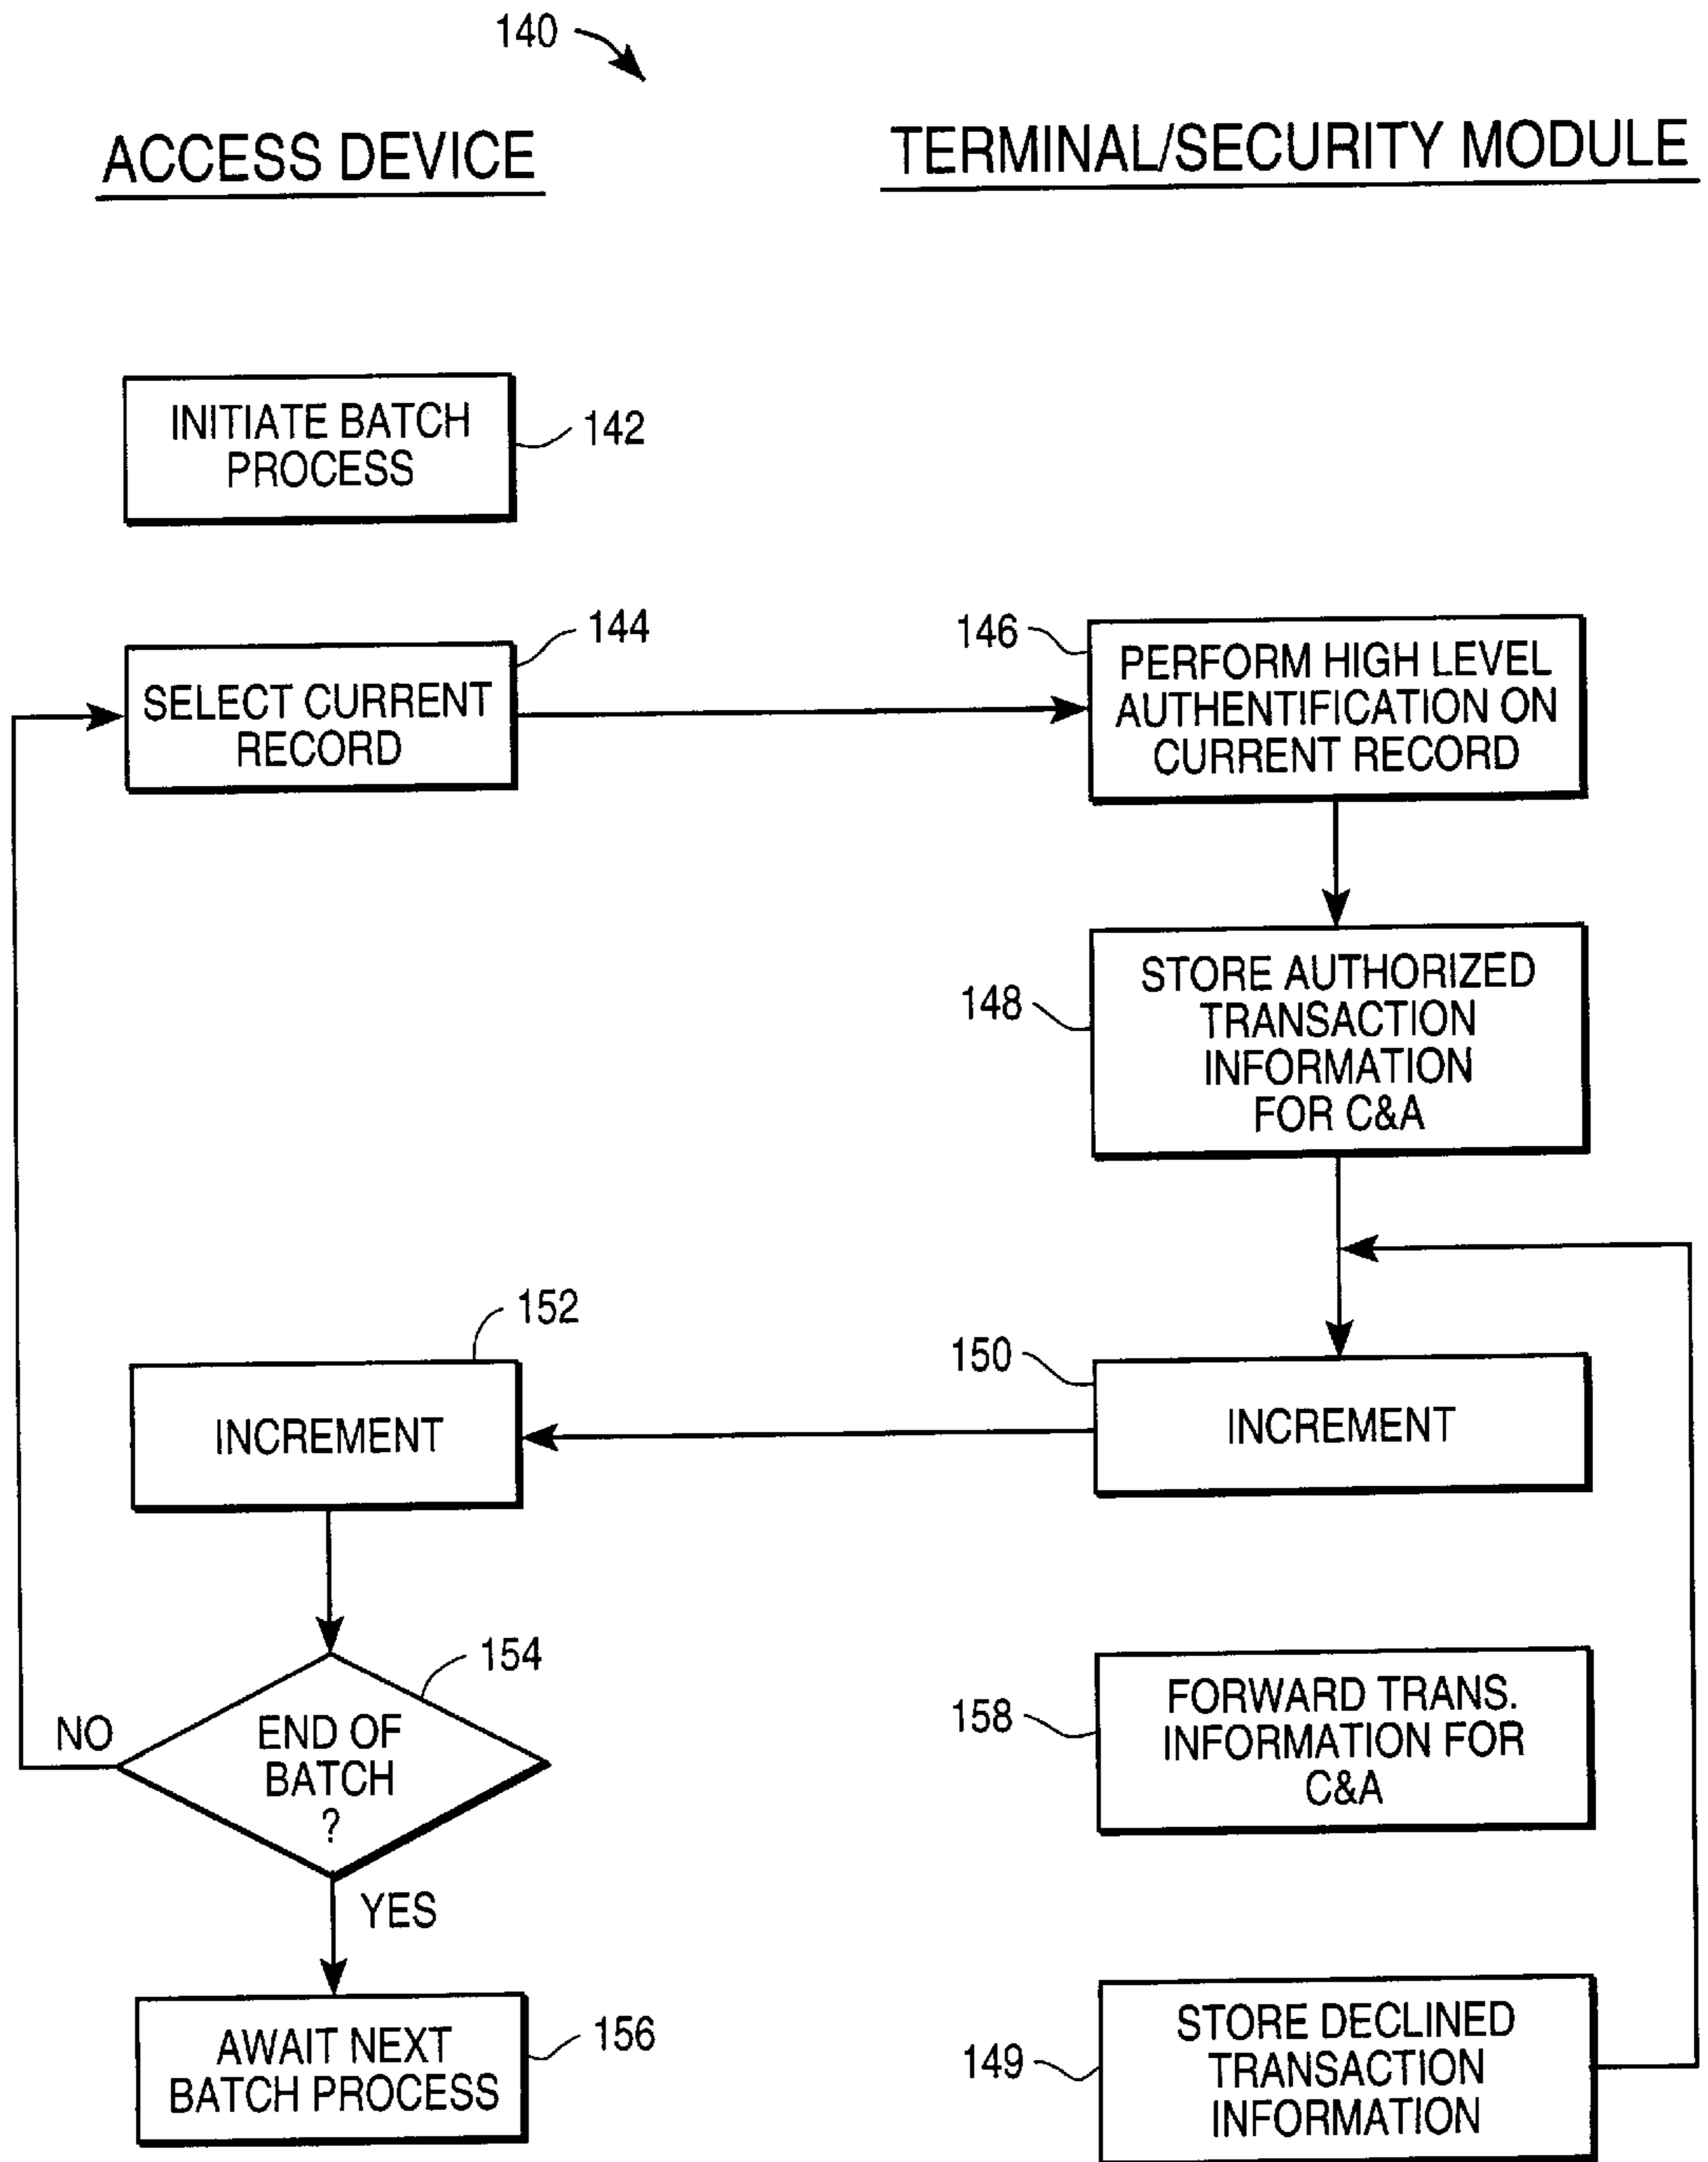 140
ACCESS DEVICE
TERMINAL/SECURITY MODULE
INITIATE BATCH
PROCESS
142
144
SELECT CURRENT
RECORD
146
PERFORM HIGH LEVEL
AUTHENTIFICATION ON
CURRENT RECORD
148
STORE AUTHORIZED
TRANSACTION
INFORMATION
FOR C&A
152
INCREMENT
150
INCREMENT
154
NO
END OF
BATCH
?
YES
158
FORWARD TRANS.
INFORMATION FOR
C&A
AWAIT NEXT
BATCH PROCESS
156
149
STORE DECLINED
TRANSACTION
INFORMATION